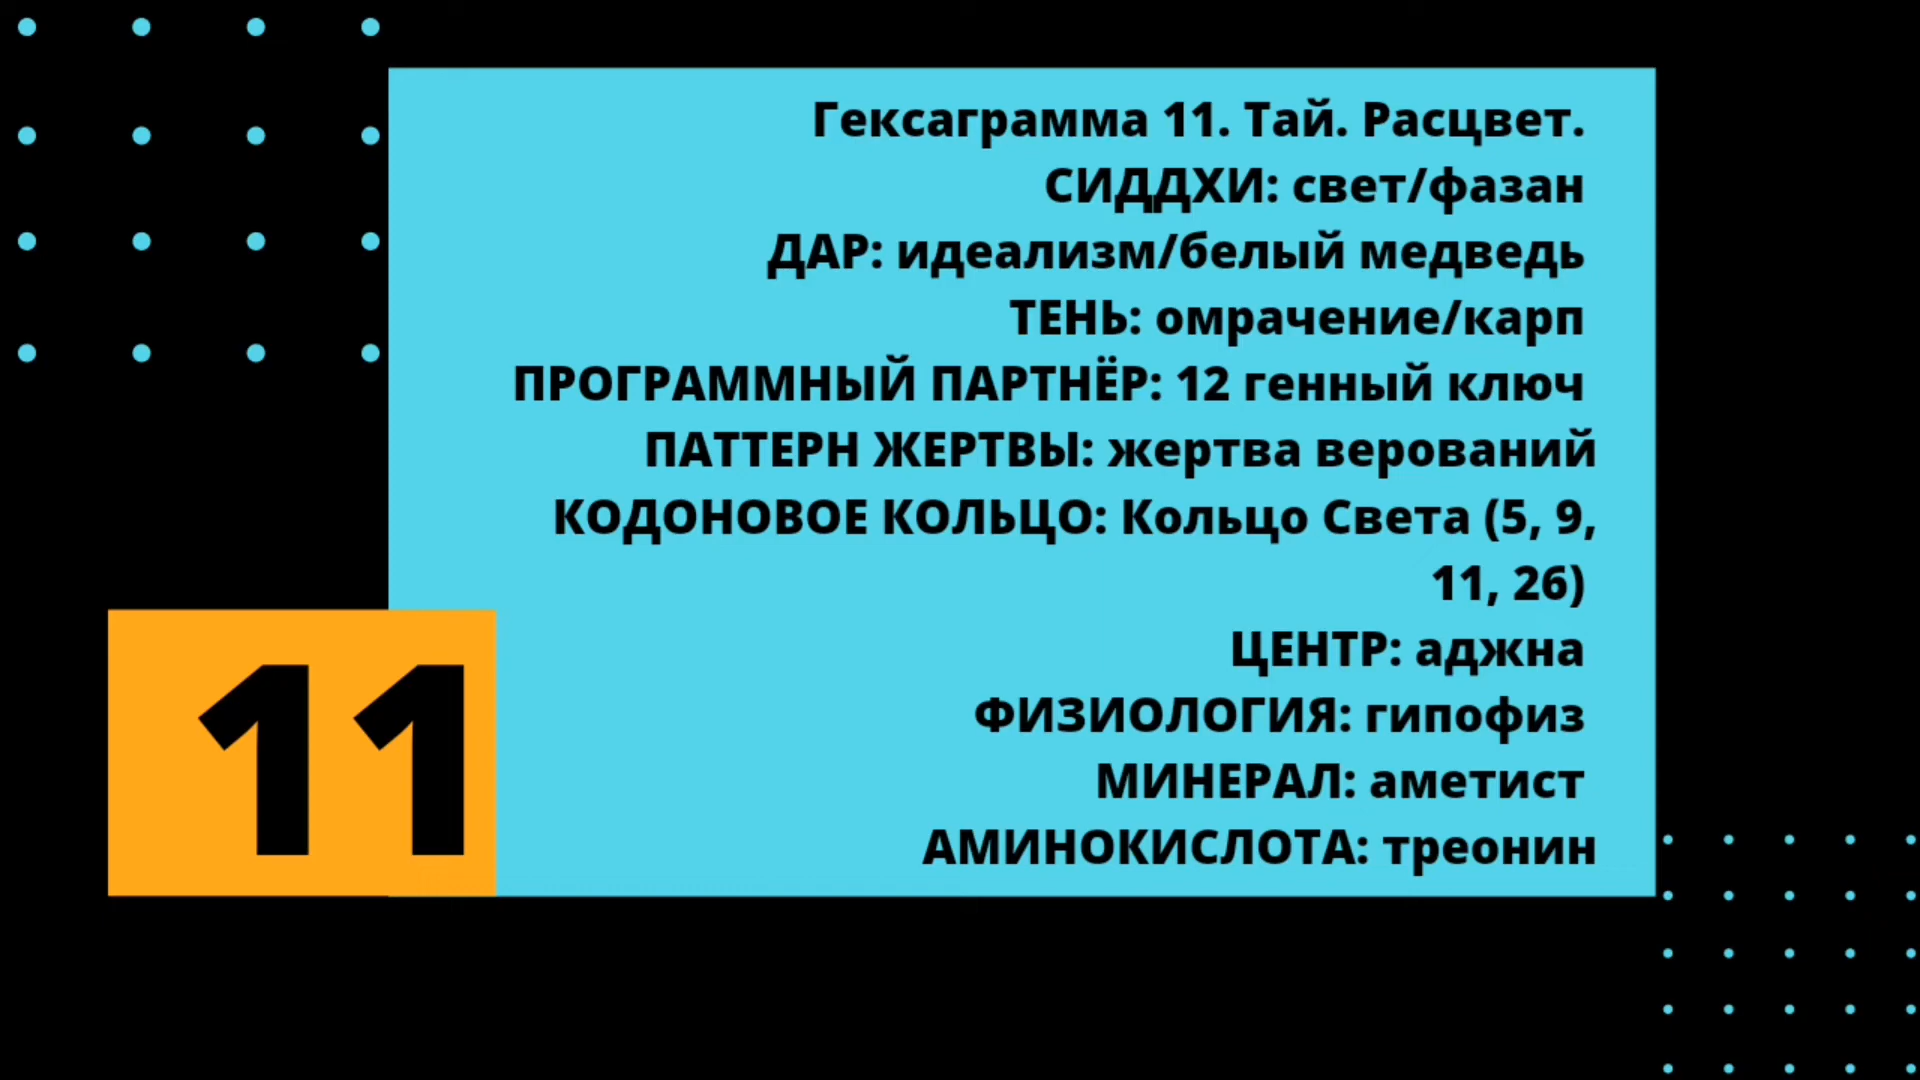 Гексаграмма 11. Тай. Расцвет.
СИДДХИ: свет/фазан
ДАР: идеализм/белый медведь
ТЕНЬ: омрачение/карп
ПРОГРАММНЫЙ ПАРТНЁР: 12 генный ключ
ПАТТЕРН ЖЕРТВЫ: жертва верований
КОДОНОВОЕ КОЛЬЦО: Кольцо Света (5, 9,
11, 26)
ЦЕНТР: аджна
ФИЗИОЛОГИЯ: гипофиз
МИНЕРАЛ: аметист
АМИНОКИСЛОТА: треонин
11